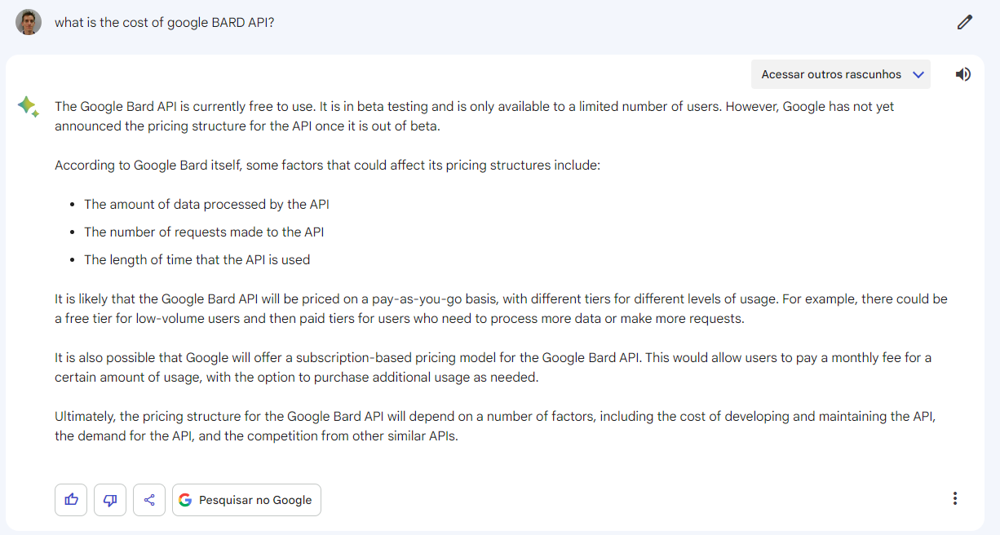 what is the cost of google BARD API?
Acessar outros rascunhos
The Google Bard API is currently free to use. It is in beta testing and is only available to a limited number of users. However, Google has not yet
announced the pricing structure for the API once it is out of beta.
According to Google Bard itself, some factors that could affect its pricing structures include:
• The amount of data processed by the API
• The number of requests made to the API
• The length of time that the API is used
It is likely that the Google Bard API will be priced on a pay-as-you-go basis, with different tiers for different levels of usage. For example, there could be
a free tier for low-volume users and then paid tiers for users who need to process more data or make more requests.
It is also possible that Google will offer a subscription-based pricing model for the Google Bard API. This would allow users to pay a monthly fee for a
certain amount of usage, with the option to purchase additional usage as needed.
Ultimately, the pricing structure for the Google Bard API will depend on a number of factors, including the cost of developing and maintaining the API,
the demand for the API, and the competition from other similar APIs.
Pesquisar no Google